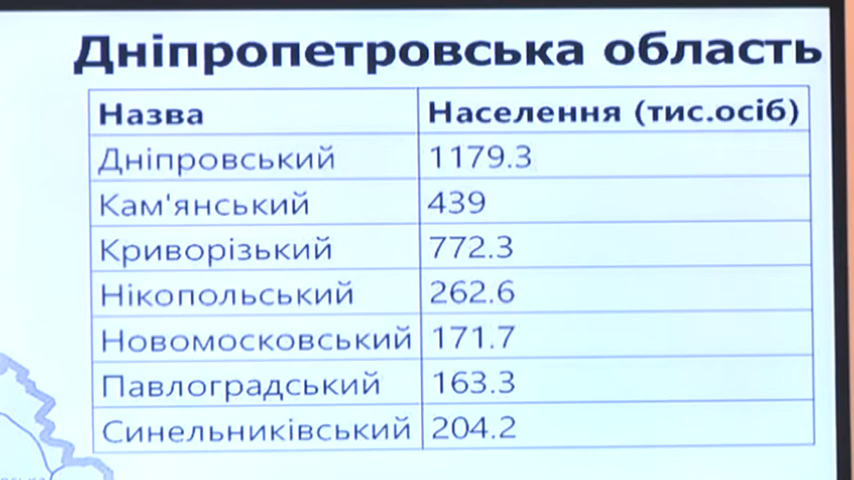 Дніпропетровська область
Назва Населення (тис.осіб)
Дніпровський 1179.3
Кам'янський 439
Криворізький 772.3
Нікопольський 262.6
Новомосковський 171.7
Павлоградський 163.3
Синельниківський 204.2